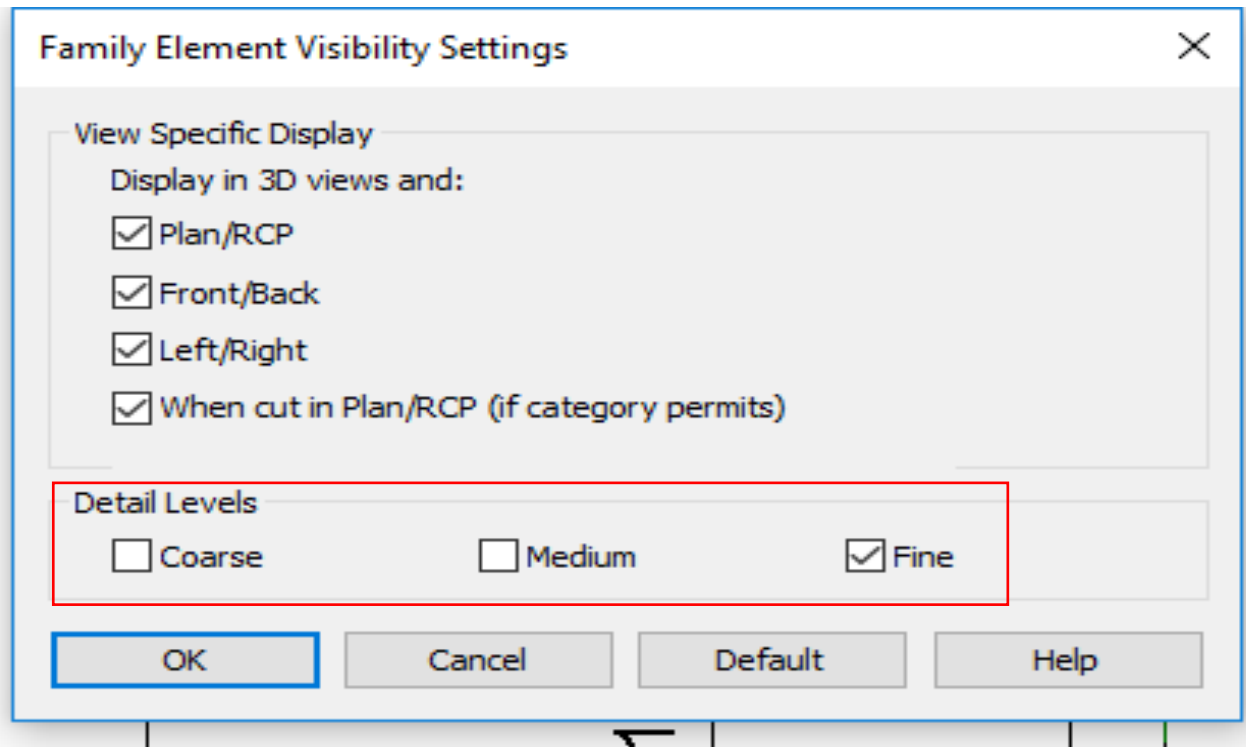 Family Element Visibility Settings
View Specific Display
Display in 3D views and:
Plan/RCP
Front/Back
Left/Right
When cut in Plan/RCP (if category permits)
Detail Levels
Coarse Medium Fine
OK Cancel Default Help